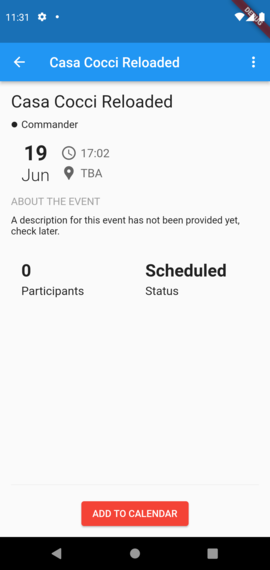 11:31
DEBUG
Casa Cocci Reloaded
Casa Cocci Reloaded
Commander
19
17:02
Jun
TBA
ABOUT THE EVENT
A description for this event has not been provided yet,
check later.
0
Scheduled
Participants
Status
ADD TO CALENDAR